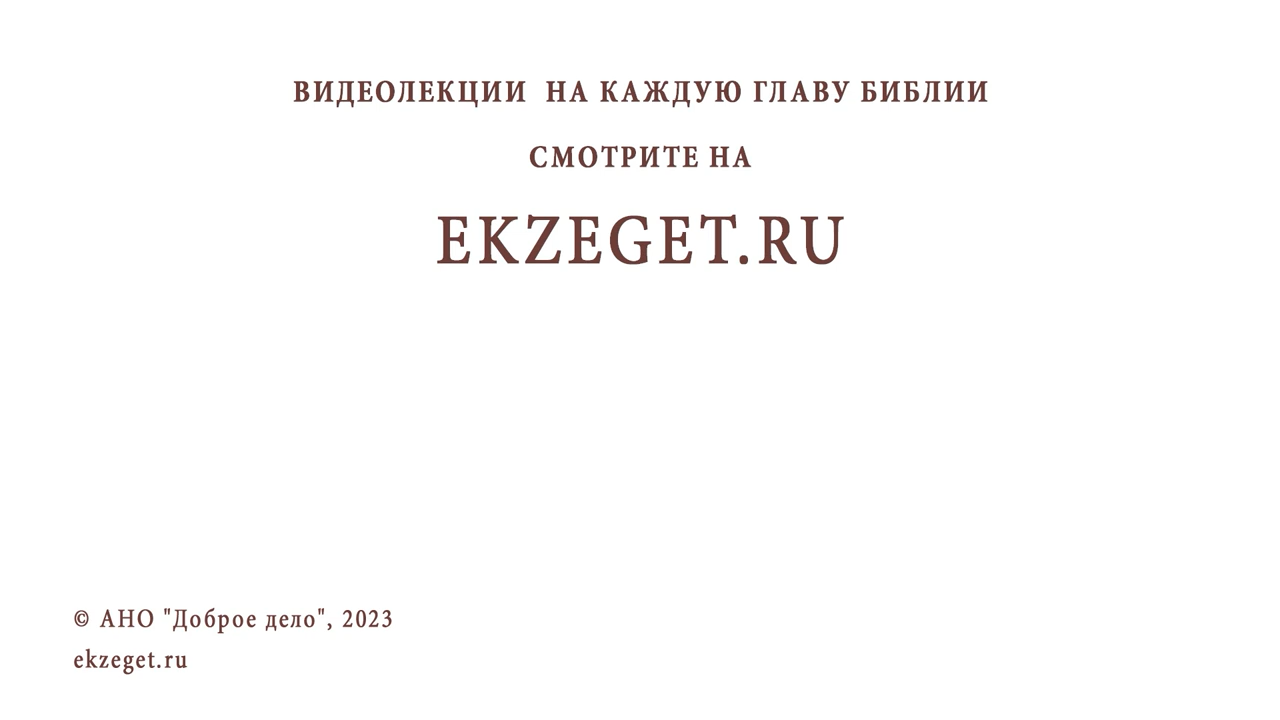 ВИДЕОЛЕКЦИИ НА КАЖДУЮ ГЛАВУ БИБЛИИ
СМОТРИТЕ НА
EKZEGET.RU
© АНО "Доброе дело", 2023
ekzeget.ru